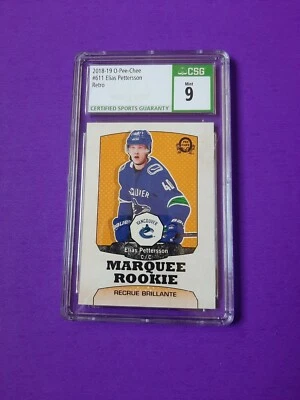 2018-19 O-Pee-Chee
#611 Elias Pettersson
Retro
CSG
Mint
9
CERTIFIED SPORTS GUARANTY
40
VANCOUVER
Elias Pettersson
C/C
MARQUEE
ROOKIE
RECRUE BRILLANTE